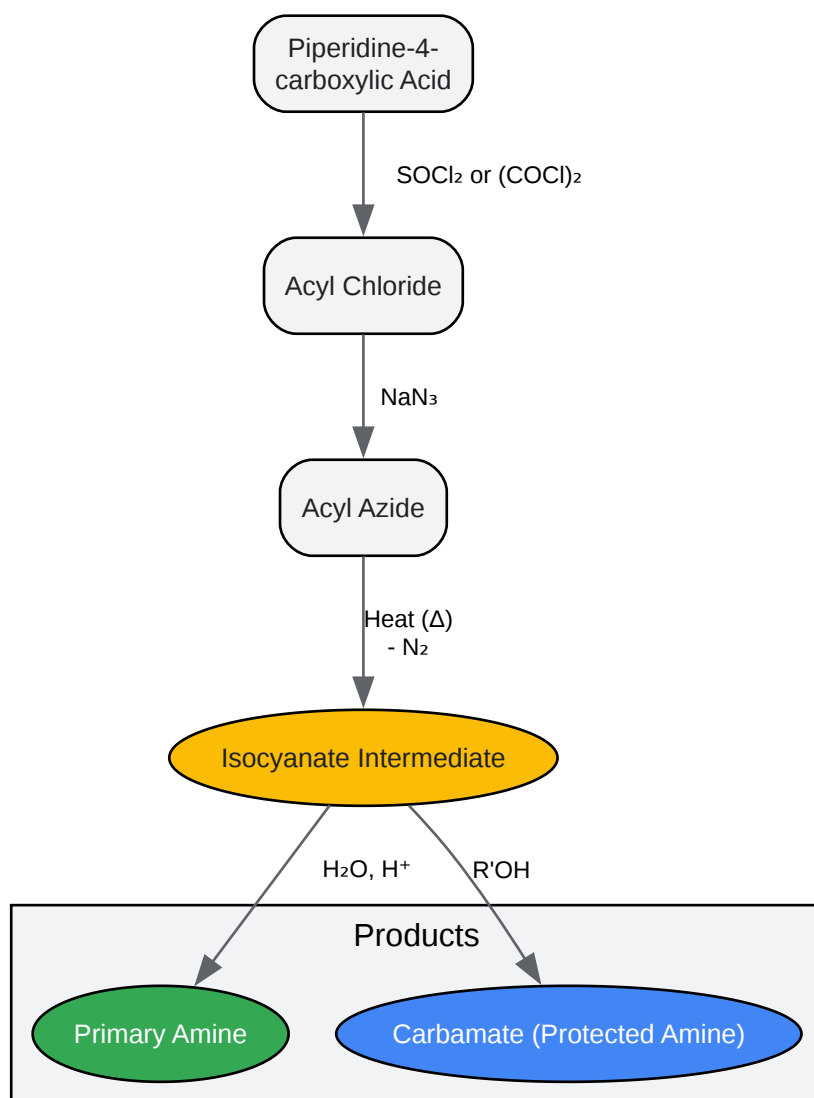 Piperidine-4-
carboxylic Acid
SOCl₂ or (COCl)₂
Acyl Chloride
NaN₃
Acyl Azide
Heat (Δ)
- N₂
Isocyanate Intermediate
H₂O, H⁺
R'OH
Products
Primary Amine
Carbamate (Protected Amine)